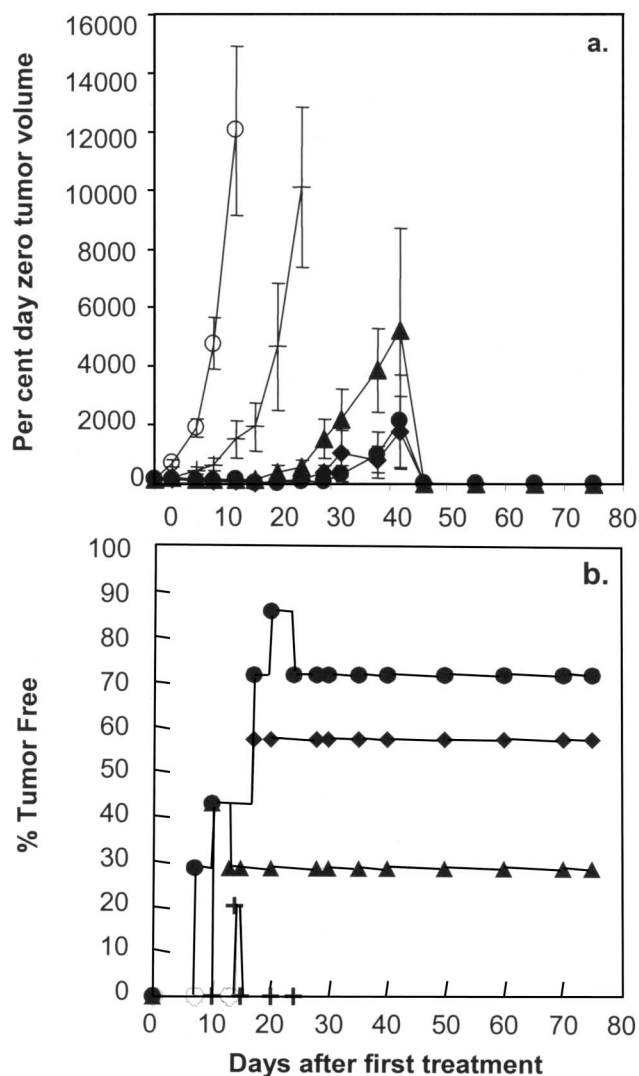 a.
Per cent day zero tumor volume
16000
14000
12000
10000
8000
6000
4000
2000
0
0 10 20 30 40 50 60 70 80
b.
% Tumor Free
100
90
80
70
60
50
40
30
20
10
0
0 10 20 30 40 50 60 70 80
Days after first treatment